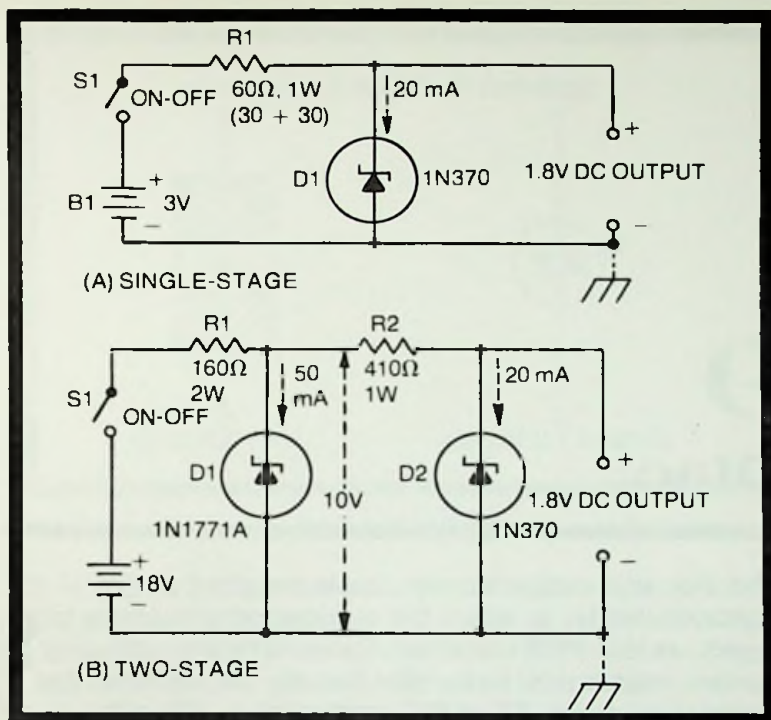 R1
S1
60Ω, 1W
20 mA
ON-OFF
(30 + 30)
+
D1
1N370
1.8V DC OUTPUT
+
B1
3V
−
−
(A) SINGLE-STAGE
R1
R2
160Ω
50
410Ω
20 mA
2W
mA
1W
S1
ON-OFF
+
D1
10V
D2
1.8V DC OUTPUT
1N1771A
1N370
+
18V
−
−
(B) TWO-STAGE